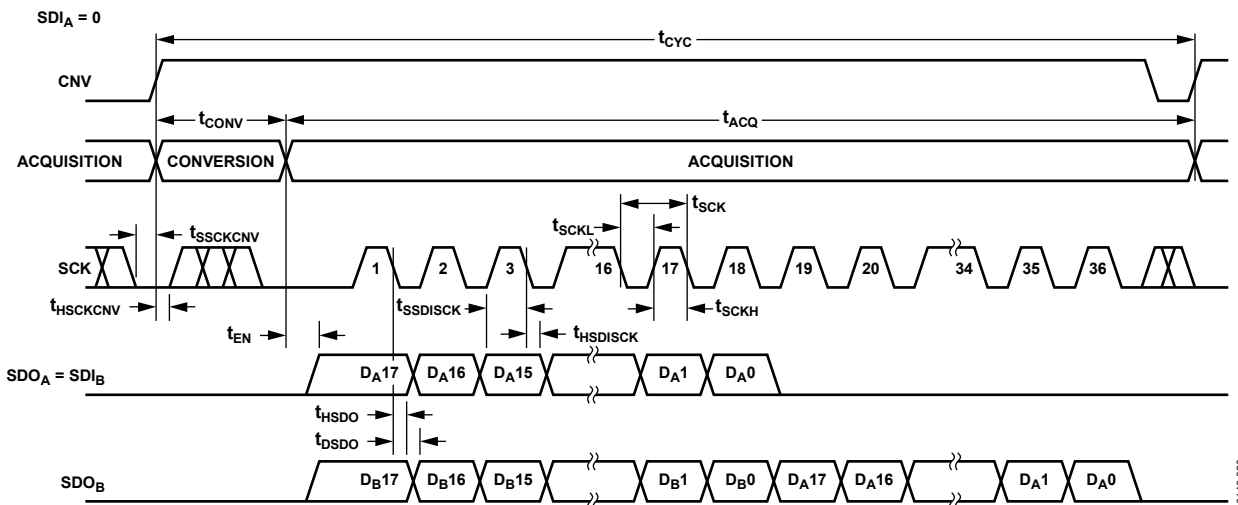 SDIA = 0
tCYC
CNV
tCONV
tACQ
ACQUISITION
CONVERSION
ACQUISITION
tSCK
tSCKL
tSSCKCNV
SCK
1 2 3 16 17 18 19 20 34 35 36
tHSCKCNV
tSSDISCK
tSCKH
tEN
tHSDISCK
SDOA = SDIB
DA17 DA16 DA15 DA1 DA0
tHSDO
tDSDO
SDOB
DB17 DB16 DB15 DB1 DB0 DA17 DA16 DA1 DA0